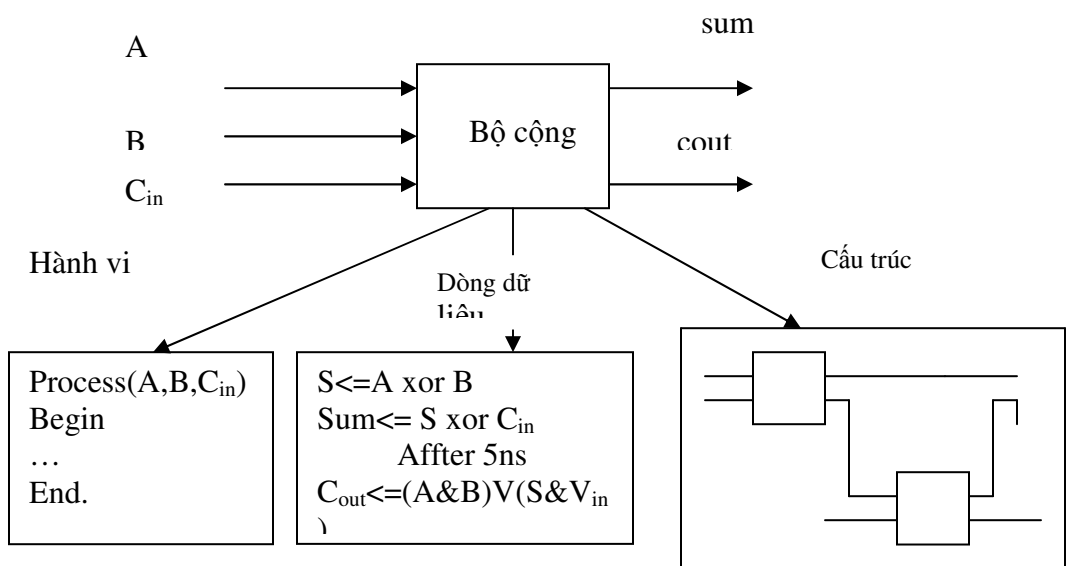 sum
A
Bộ cộng
B
cout
Cin
Hành vi
Cấu trúc
Dòng dữ
liệu
Process(A,B,Cin)
Begin
…
End.
S<=A xor B
Sum<= S xor Cin
Affter 5ns
Cout<=(A&B)V(S&Vin
)